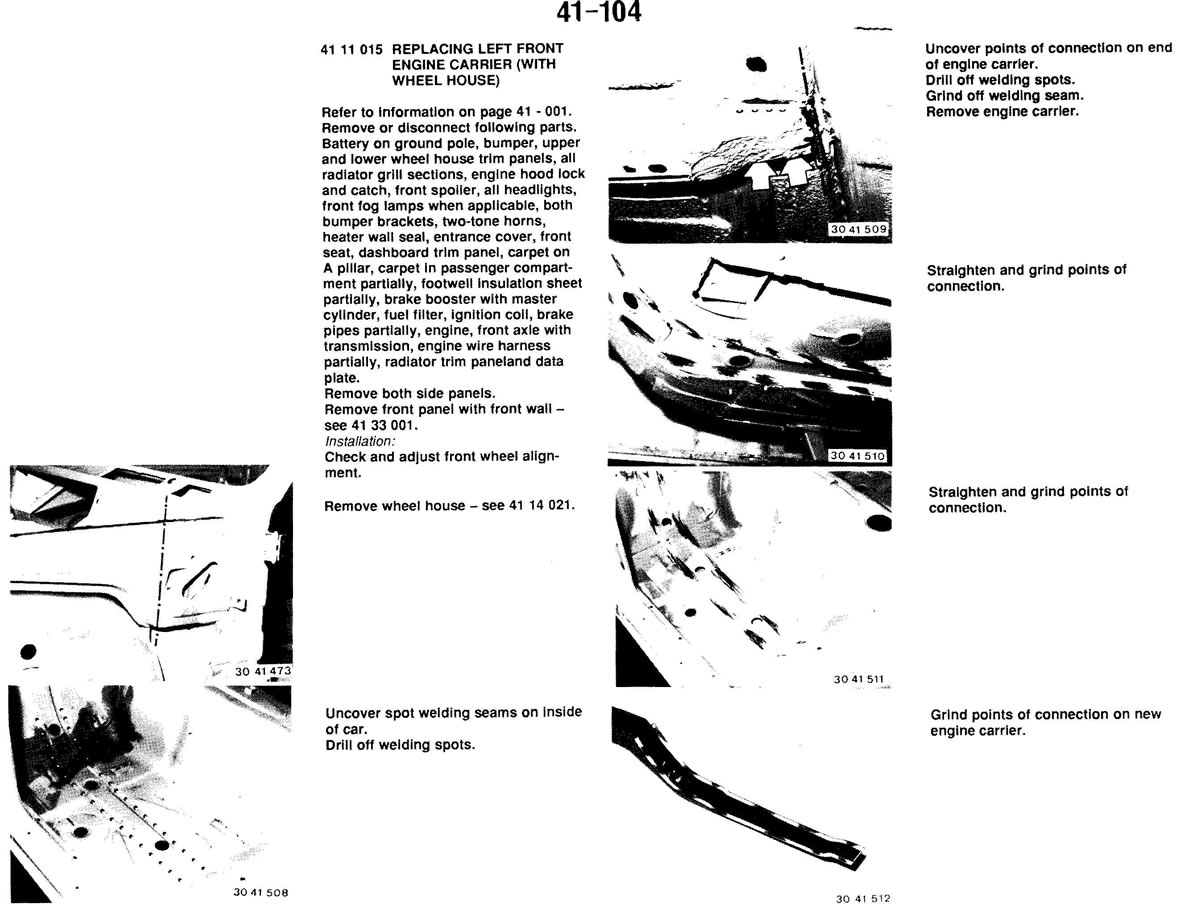 41-104
41 11 015 REPLACING LEFT FRONT
ENGINE CARRIER (WITH
WHEEL HOUSE)
Refer to information on page 41 - 001.
Remove or disconnect following parts.
Battery on ground pole, bumper, upper
and lower wheel house trim panels, all
radiator grill sections, engine hood lock
and catch, front spoiler, all headlights,
front fog lamps when applicable, both
bumper brackets, two-tone horns,
heater wall seal, entrance cover, front
seat, dashboard trim panel, carpet on
A pillar, carpet in passenger compart-
ment partially, footwell insulation sheet
partially, brake booster with master
cylinder, fuel filter, ignition coil, brake
pipes partially, engine, front axle with
transmission, engine wire harness
partially, radiator trim paneland data
plate.
Remove both side panels.
Remove front panel with front wall –
see 41 33 001.
Installation:
Check and adjust front wheel align-
ment.
Remove wheel house – see 41 14 021.
30 41 473
Uncover spot welding seams on inside
of car.
Drill off welding spots.
30 41 508
Uncover points of connection on end
of engine carrier.
Drill off welding spots.
Grind off welding seam.
Remove engine carrier.
30 41 509
Straighten and grind points of
connection.
30 41 510
Straighten and grind points of
connection.
30 41 511
Grind points of connection on new
engine carrier.
30 41 512